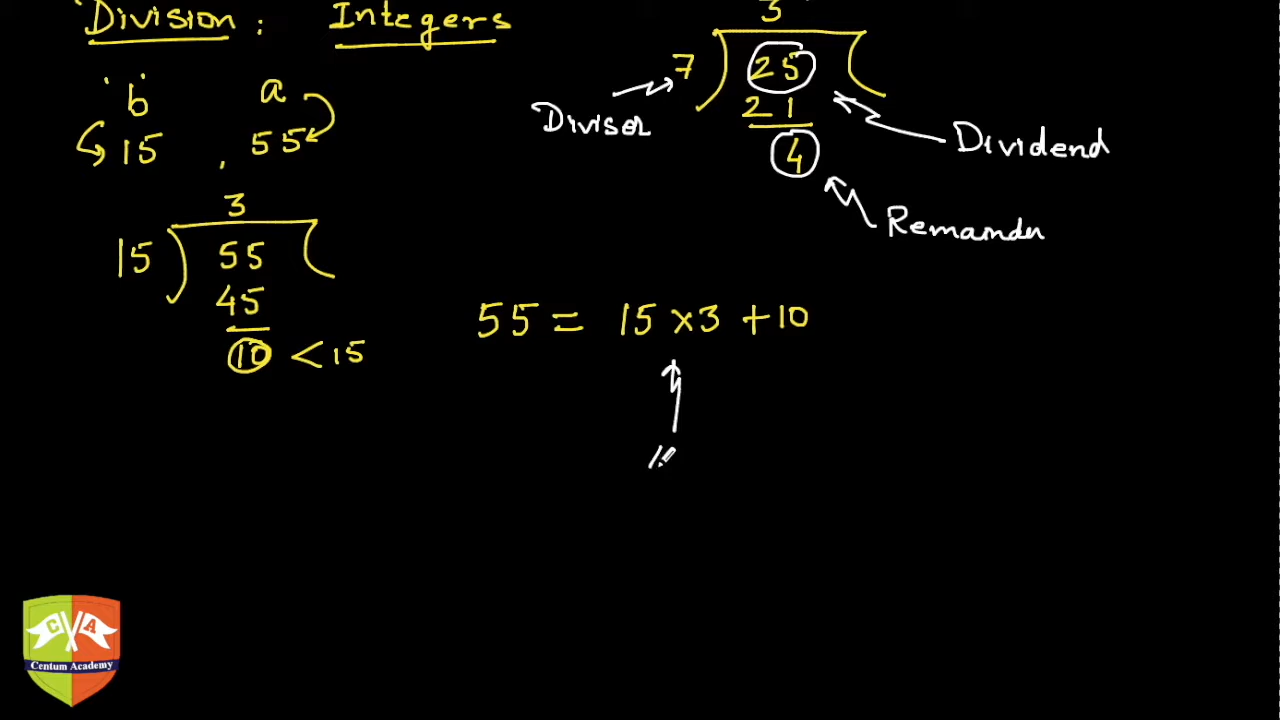 Division : Integers
'b' a
15 , 55
3
15 55
45
10 < 15
3
7 25
21
4
Divisor
Dividend
Remainder
55 = 15 × 3 + 10
C A
Centum Academy